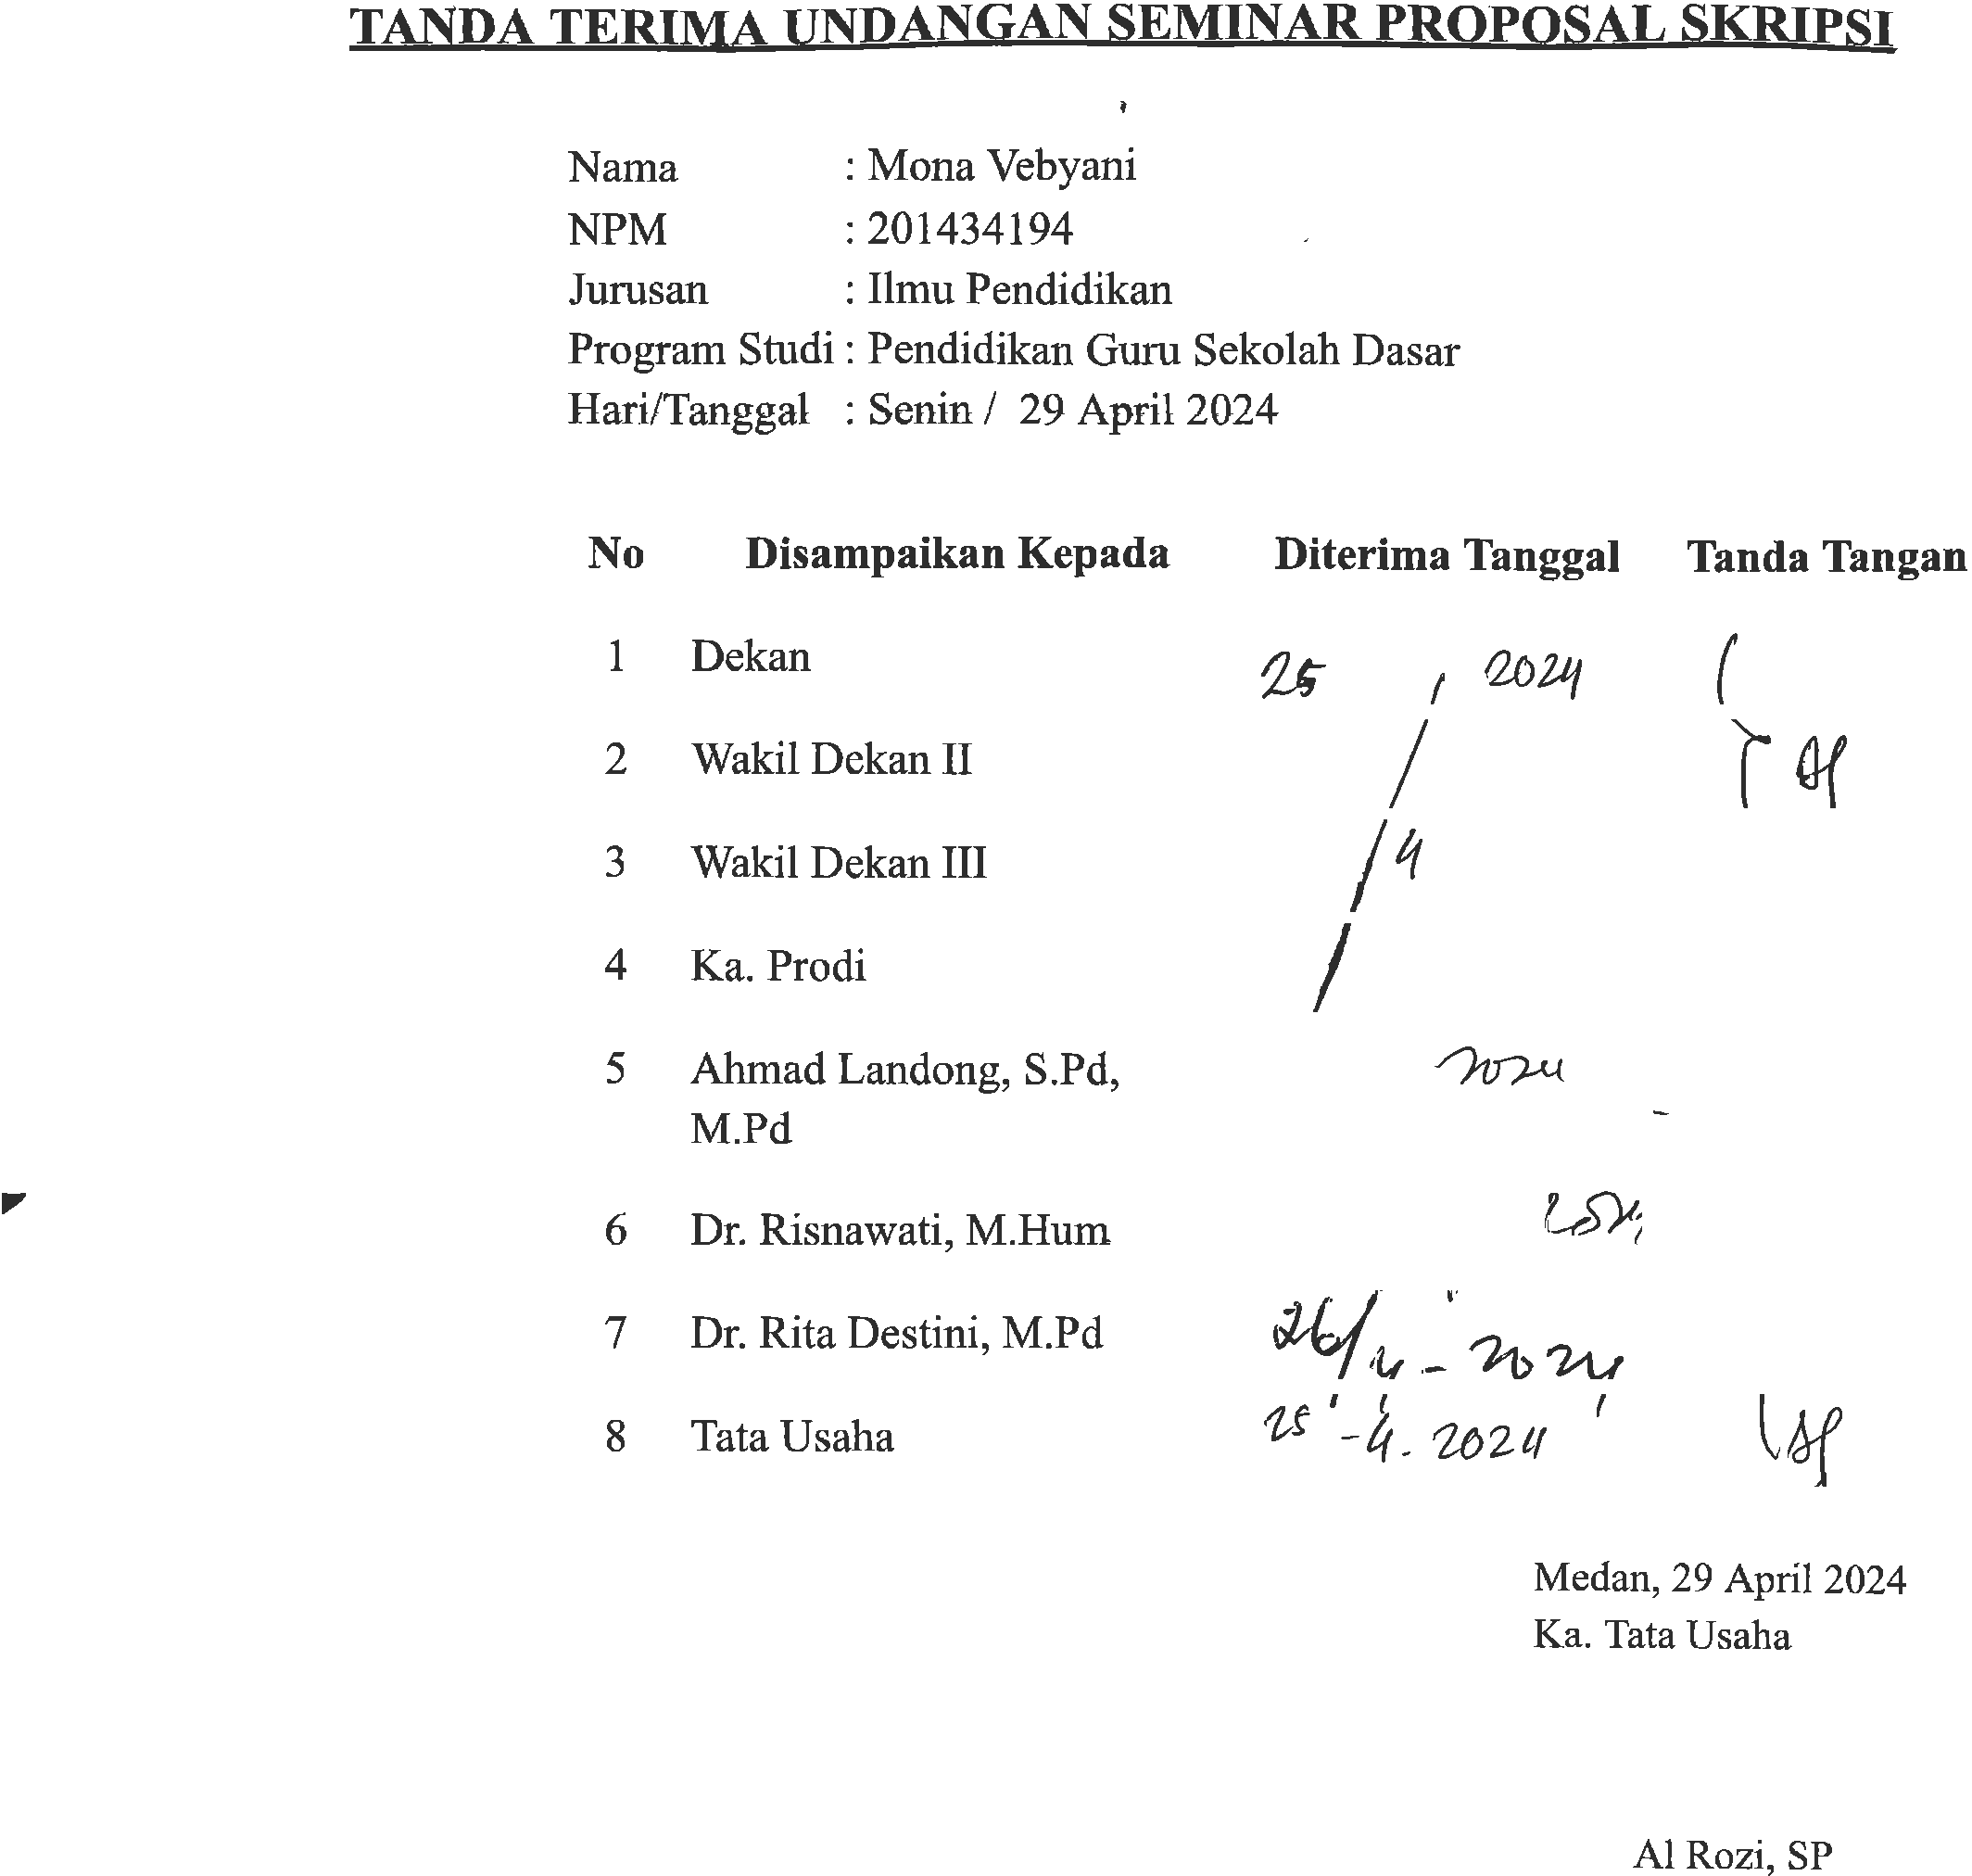 TANDA TERIMA UNDANGAN SEMINAR PROPOSAL SKRIPSI
Nama : Mona Vebyani
NPM : 201434194
Jurusan : Ilmu Pendidikan
Program Studi : Pendidikan Guru Sekolah Dasar
Hari/Tanggal : Senin / 29 April 2024
No Disampaikan Kepada Diterima Tanggal Tanda Tangan
1 Dekan 25 / 2024
2 Wakil Dekan II
3 Wakil Dekan III 4
4 Ka. Prodi
5 Ahmad Landong, S.Pd, 2024
M.Pd
6 Dr. Risnawati, M.Hum
7 Dr. Rita Destini, M.Pd 26/4 - 2024
8 Tata Usaha 25 - 4 . 2024
Medan, 29 April 2024
Ka. Tata Usaha
Al Rozi, SP